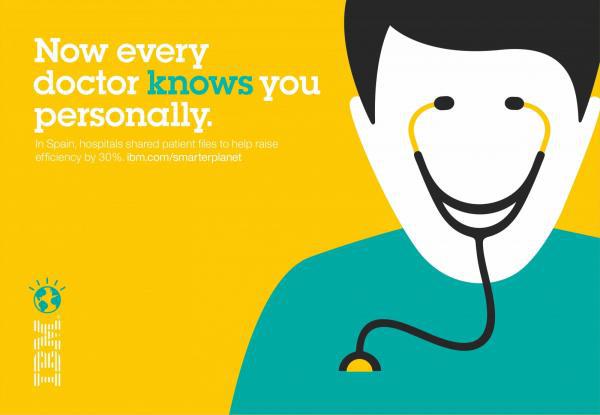 Now every
doctor knows you
personally.
In Spain, hospitals shared patient files to help raise
efficiency by 30%. ibm.com/smarterplanet
IBM